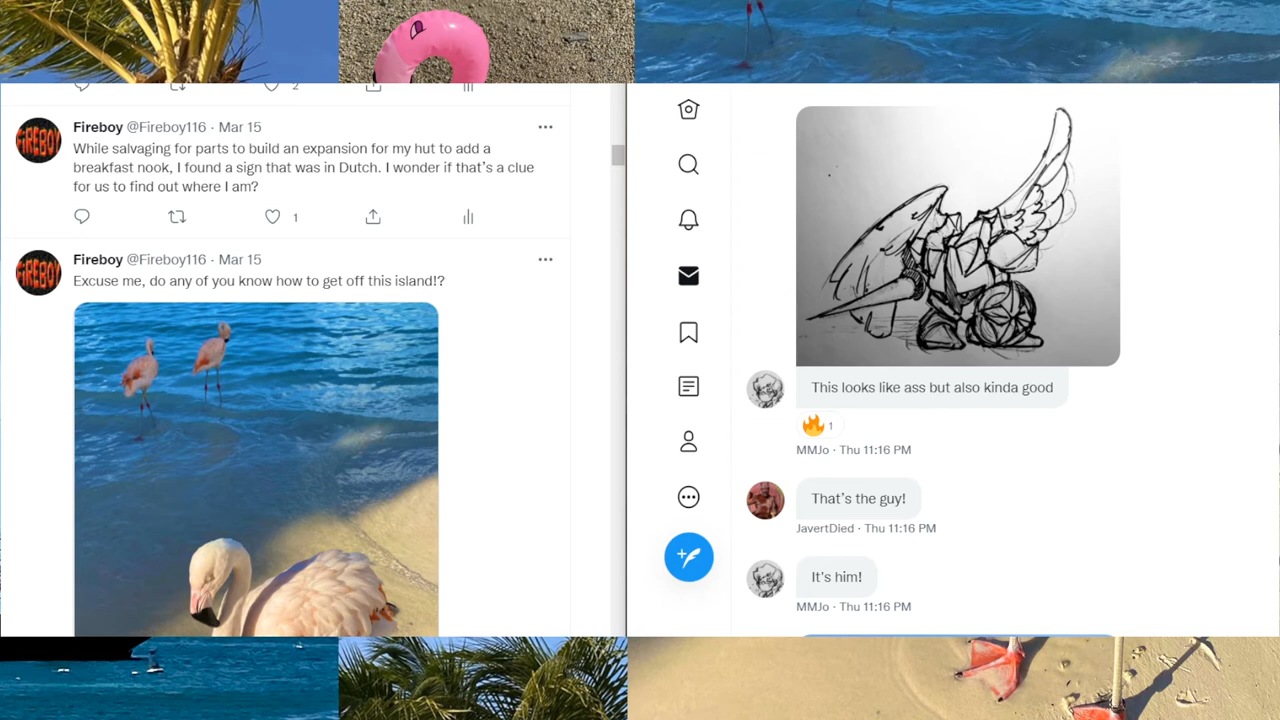 2
FIREBOY
Fireboy @Fireboy116 · Mar 15
While salvaging for parts to build an expansion for my hut to add a
breakfast nook, I found a sign that was in Dutch. I wonder if that's a clue
for us to find out where I am?
1
FIREBOY
Fireboy @Fireboy116 · Mar 15
Excuse me, do any of you know how to get off this island!?
This looks like ass but also kinda good
1
MMJo · Thu 11:16 PM
That's the guy!
JavertDied · Thu 11:16 PM
It's him!
MMJo · Thu 11:16 PM